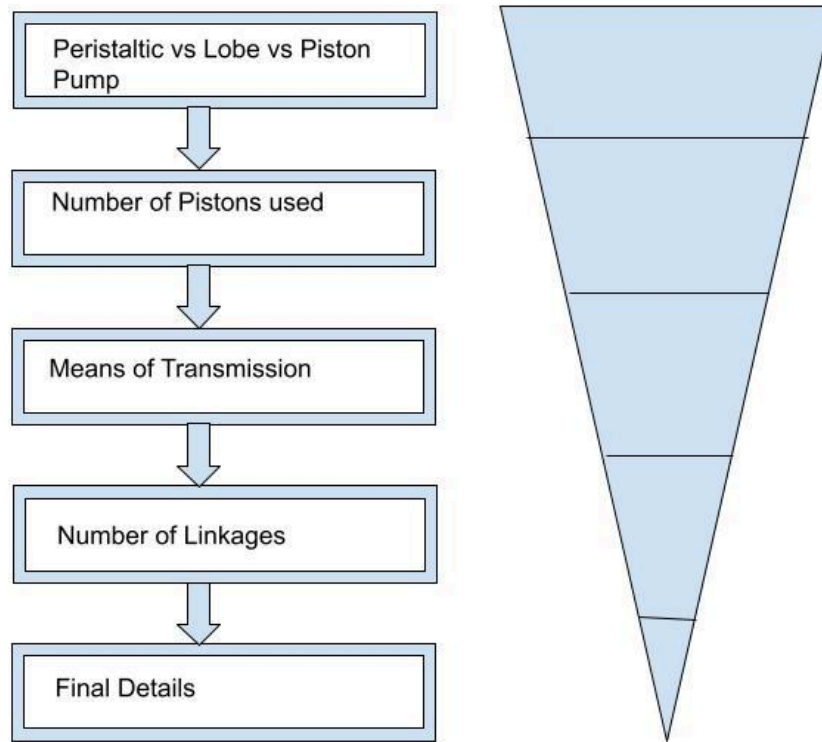 Peristaltic vs Lobe vs Piston
Pump
Number of Pistons used
Means of Transmission
Number of Linkages
Final Details